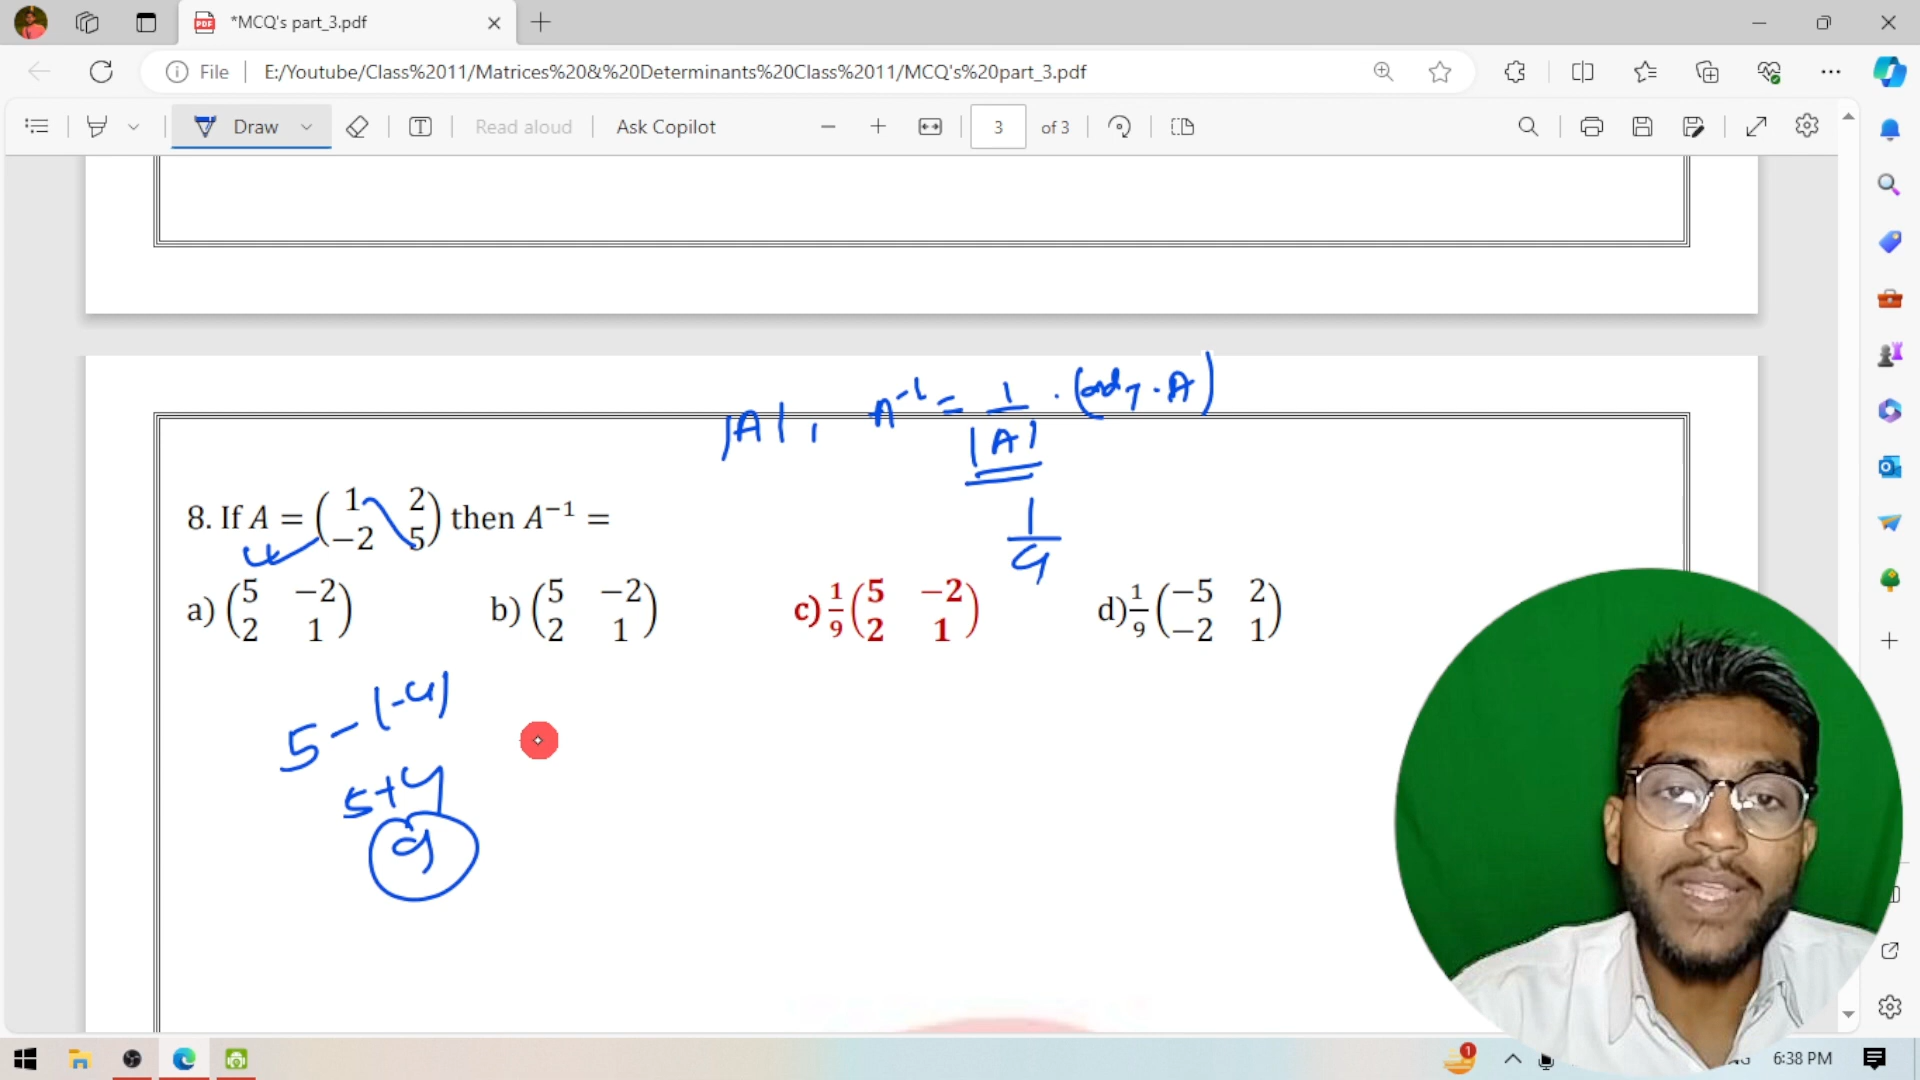 *MCQ's part_3.pdf
File E:/Youtube/Class%2011/Matrices%20&%20Determinants%20Class%2011/MCQ's%20part_3.pdf
Draw Read aloud Ask Copilot 3 of 3
|A|, A⁻¹ = 1/|A| · (adj · A)
1/9
8. If A = (1 2 −2 5) then A⁻¹ =
a) (5 −2 2 1) b) (5 −2 2 1) c) 1/9 (5 −2 2 1) d) 1/9 (−5 2 −2 1)
5 - (-4)
5+4
9
1
6:38 PM